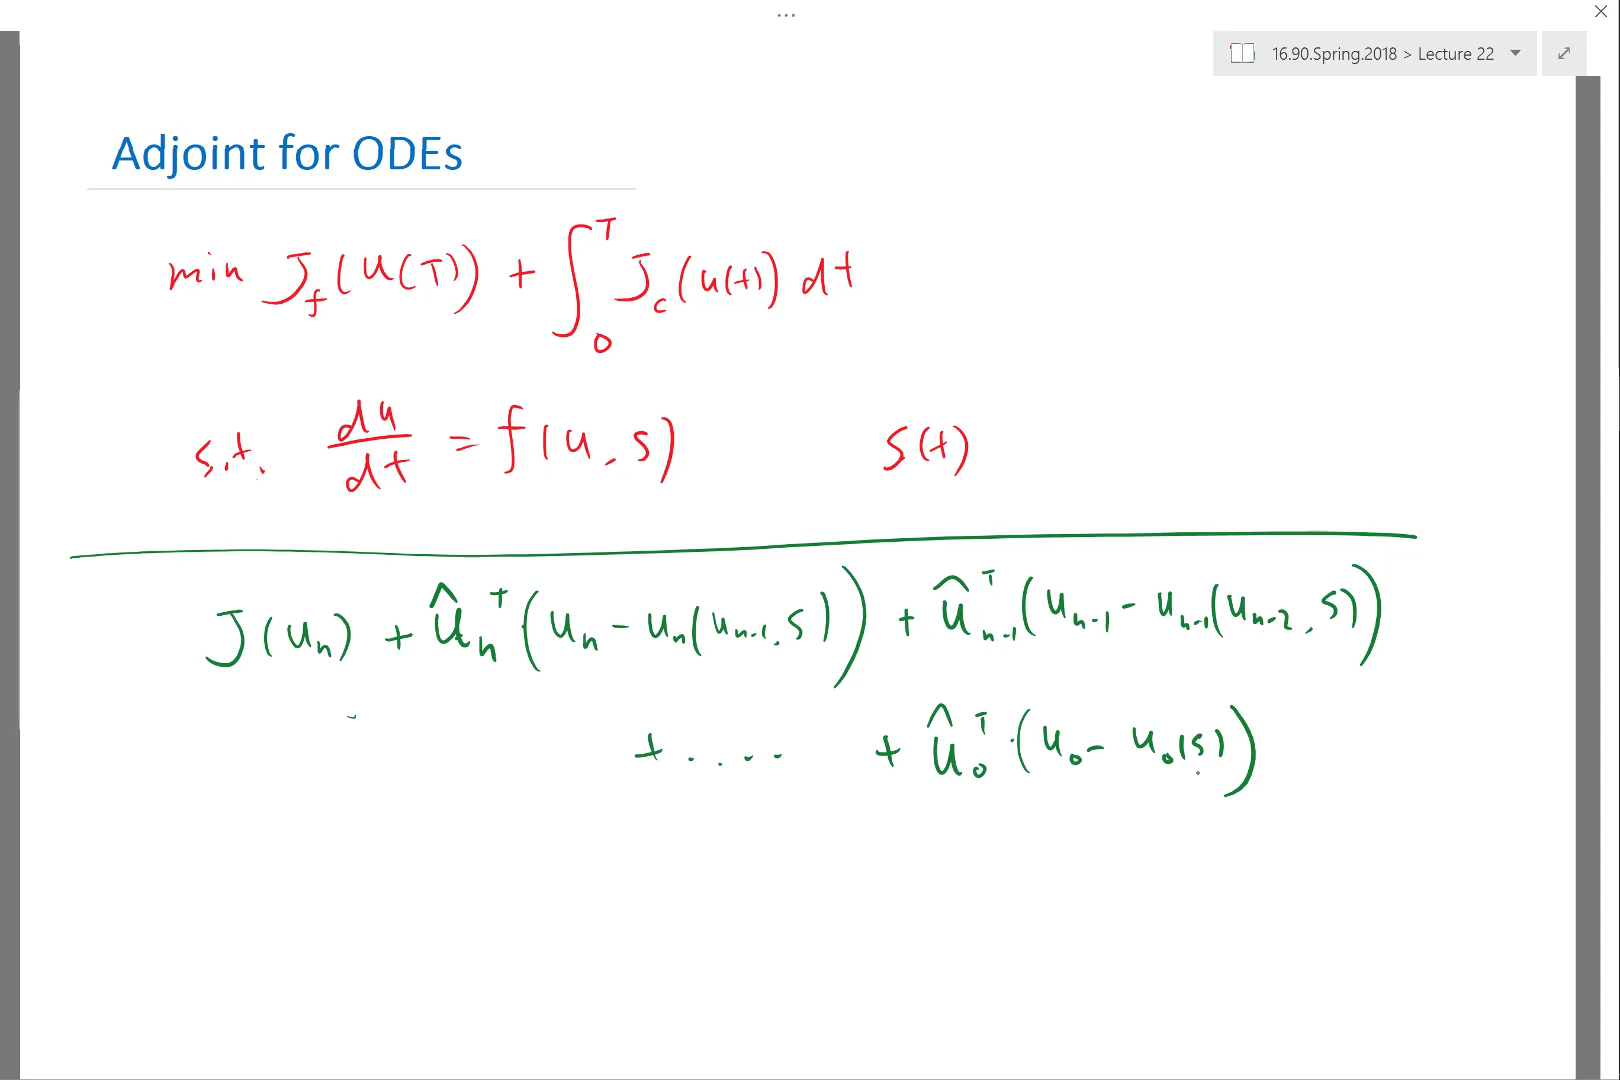 ...
16.90.Spring.2018 > Lecture 22
Adjoint for ODEs
min J_f(u(T)) + ∫_0^T J_c(u(t)) dt
s.t. du/dt = f(u, s) s(t)
J(u_n) + û_n^T (u_n - u_n(u_{n-1}, s)) + û_{n-1}^T (u_{n-1} - u_{n-1}(u_{n-2}, s))
+ .... + û_0^T (u_0 - u_0(s))